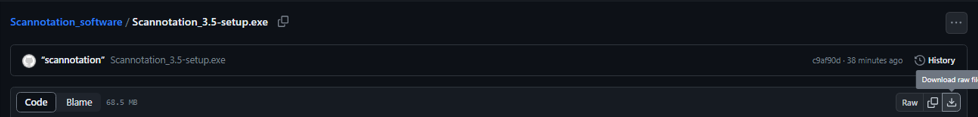 Scannotation_software / Scannotation_3.5-setup.exe
"scannotation" Scannotation_3.5-setup.exe c9af90d · 38 minutes ago History
Download raw fil
Code Blame 68.5 MB Raw